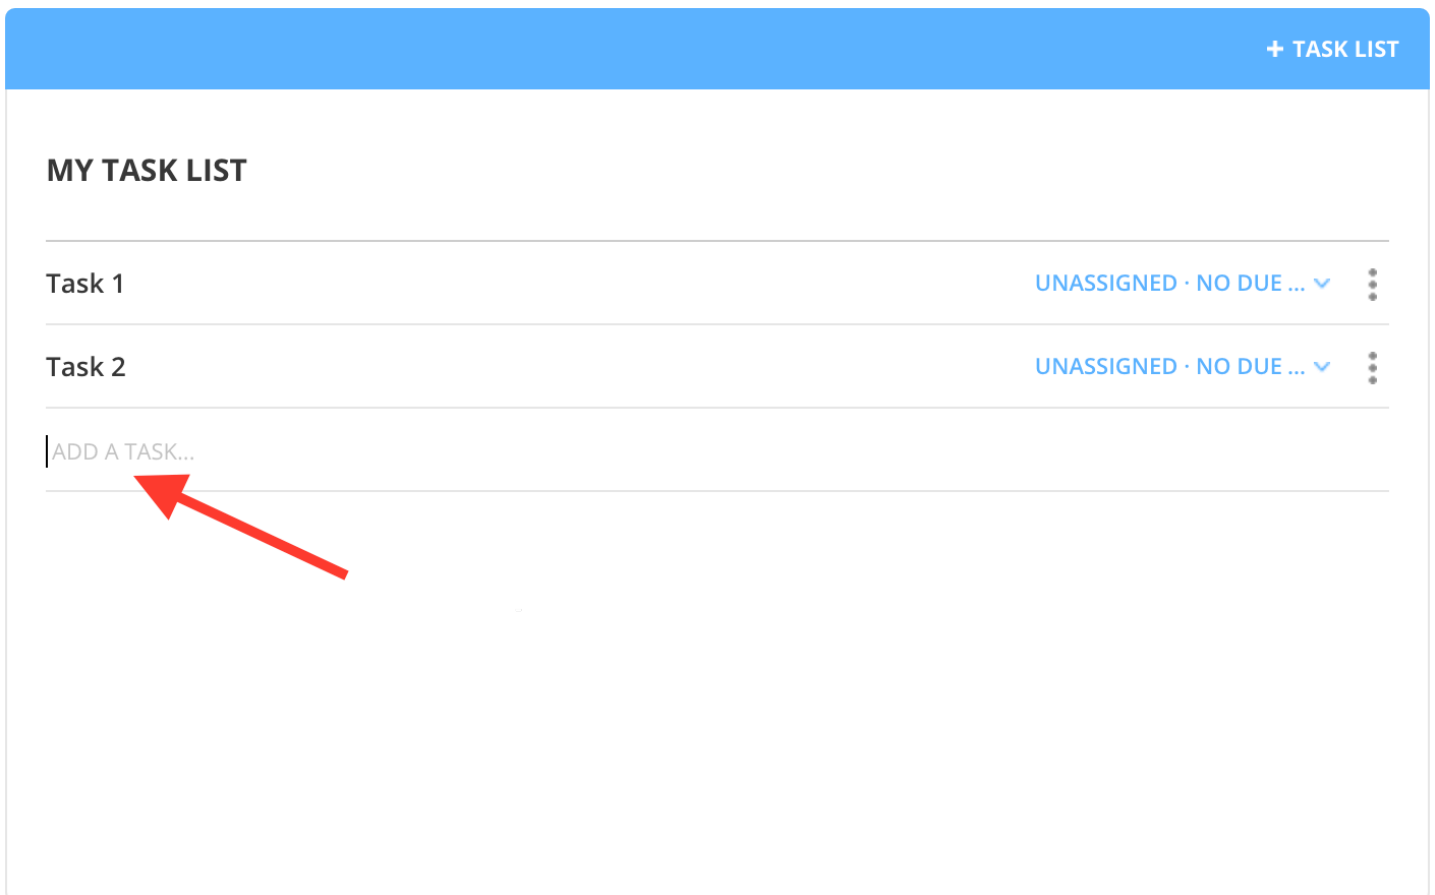 + TASK LIST
MY TASK LIST
Task 1 UNASSIGNED · NO DUE ...
Task 2 UNASSIGNED · NO DUE ...
ADD A TASK...